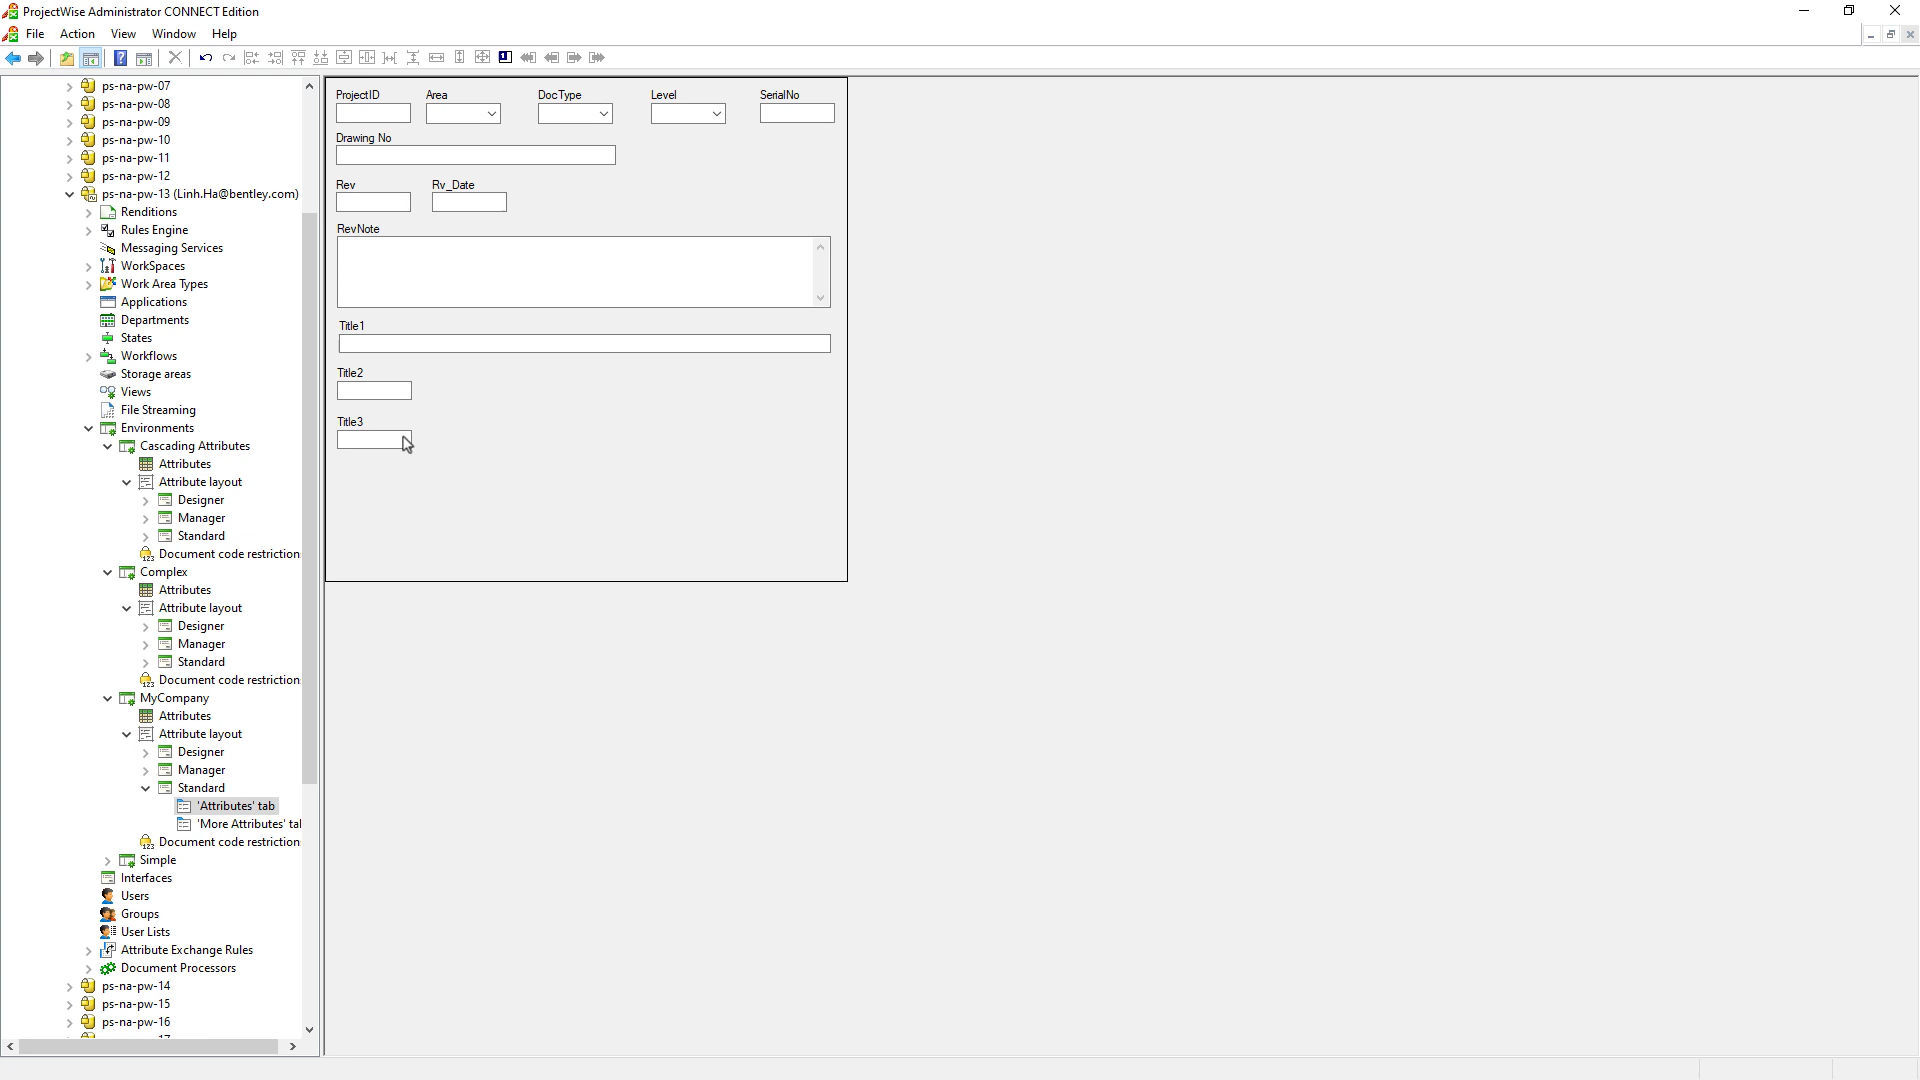 ProjectWise Administrator CONNECT Edition
File Action View Window Help
ps-na-pw-07
ps-na-pw-08
ps-na-pw-09
ps-na-pw-10
ps-na-pw-11
ps-na-pw-12
ps-na-pw-13 (Linh.Ha@bentley.com)
Renditions
Rules Engine
Messaging Services
WorkSpaces
Work Area Types
Applications
Departments
States
Workflows
Storage areas
Views
File Streaming
Environments
Cascading Attributes
Attributes
Attribute layout
Designer
Manager
Standard
Document code restriction
Complex
Attributes
Attribute layout
Designer
Manager
Standard
Document code restriction
MyCompany
Attributes
Attribute layout
Designer
Manager
Standard
'Attributes' tab
'More Attributes' ta
Document code restriction
Simple
Interfaces
Users
Groups
User Lists
Attribute Exchange Rules
Document Processors
ps-na-pw-14
ps-na-pw-15
ps-na-pw-16
ProjectID Area DocType Level SerialNo
Drawing No
Rev Rv_Date
RevNote
Title1
Title2
Title3